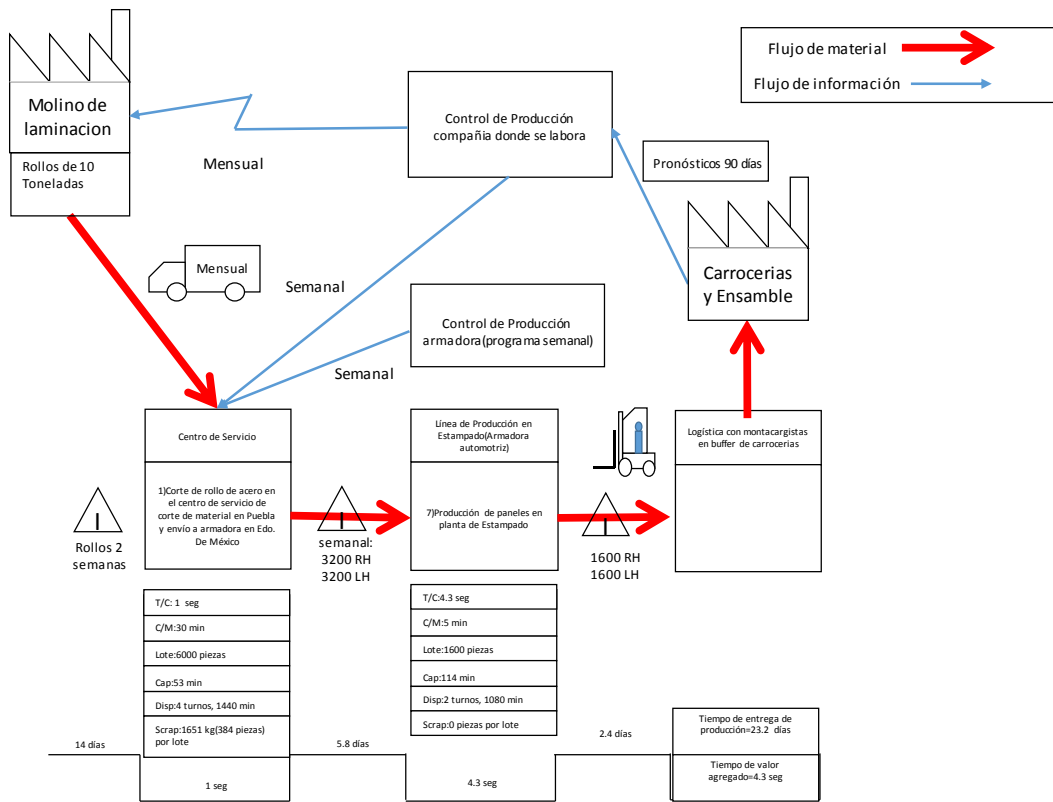 Flujo de material
Flujo de información
Molino de
laminacion
Rollos de 10
Toneladas
Mensual
Control de Producción
compañia donde se labora
Pronósticos 90 días
Carrocerias
y Ensamble
Mensual
Semanal
Control de Producción
armadora(programa semanal)
Semanal
Centro de Servicio
1)Corte de rollo de acero en
el centro de servicio de
corte de material en Puebla
y envío a armadora en Edo.
De México
Línea de Producción en
Estampado(Armadora
automotriz)
7)Producción de paneles en
planta de Estampado
Logística con montacargistas
en buffer de carrocerias
I
Rollos 2
semanas
I
semanal:
3200 RH
3200 LH
I
1600 RH
1600 LH
T/C: 1 seg
C/M:30 min
Lote:6000 piezas
Cap:53 min
Disp:4 turnos, 1440 min
Scrap:1651 kg(384 piezas)
por lote
T/C:4.3 seg
C/M:5 min
Lote:1600 piezas
Cap:114 min
Disp:2 turnos, 1080 min
Scrap:0 piezas por lote
14 días
1 seg
5.8 días
4.3 seg
2.4 días
Tiempo de entrega de
producción=23.2 días
Tiempo de valor
agregado=4.3 seg